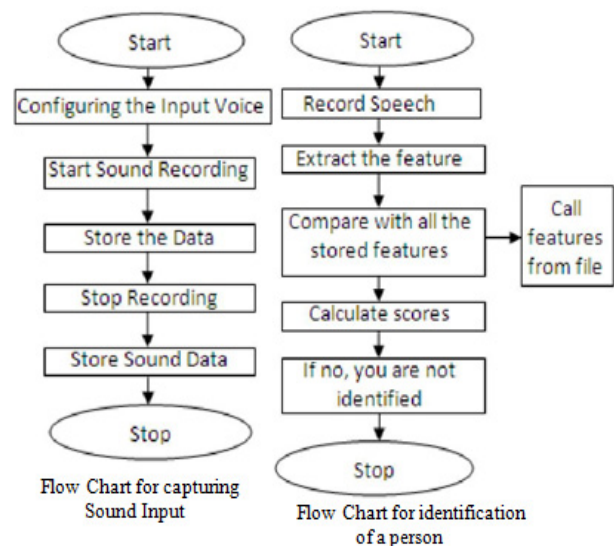 Start
Configuring the Input Voice
Start Sound Recording
Store the Data
Stop Recording
Store Sound Data
Stop
Flow Chart for capturing
Sound Input
Start
Record Speech
Extract the feature
Compare with all the
stored features
Call
features
from file
Calculate scores
If no, you are not
identified
Stop
Flow Chart for identification
of a person